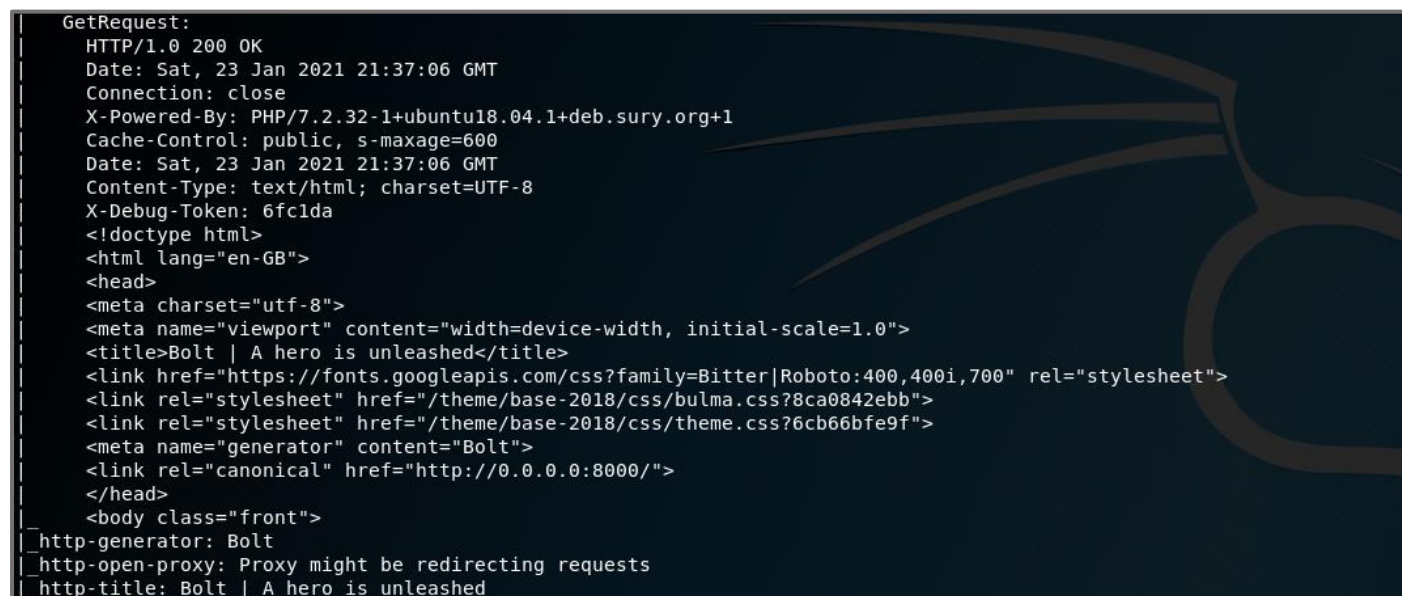 |   GetRequest:
|     HTTP/1.0 200 OK
|     Date: Sat, 23 Jan 2021 21:37:06 GMT
|     Connection: close
|     X-Powered-By: PHP/7.2.32-1+ubuntu18.04.1+deb.sury.org+1
|     Cache-Control: public, s-maxage=600
|     Date: Sat, 23 Jan 2021 21:37:06 GMT
|     Content-Type: text/html; charset=UTF-8
|     X-Debug-Token: 6fc1da
|     <!doctype html>
|     <html lang="en-GB">
|     <head>
|     <meta charset="utf-8">
|     <meta name="viewport" content="width=device-width, initial-scale=1.0">
|     <title>Bolt | A hero is unleashed</title>
|     <link href="https://fonts.googleapis.com/css?family=Bitter|Roboto:400,400i,700" rel="stylesheet">
|     <link rel="stylesheet" href="/theme/base-2018/css/bulma.css?8ca0842ebb">
|     <link rel="stylesheet" href="/theme/base-2018/css/theme.css?6cb66bfe9f">
|     <meta name="generator" content="Bolt">
|     <link rel="canonical" href="http://0.0.0.0:8000/">
|     </head>
|_    <body class="front">
|_http-generator: Bolt
|_http-open-proxy: Proxy might be redirecting requests
|_http-title: Bolt | A hero is unleashed